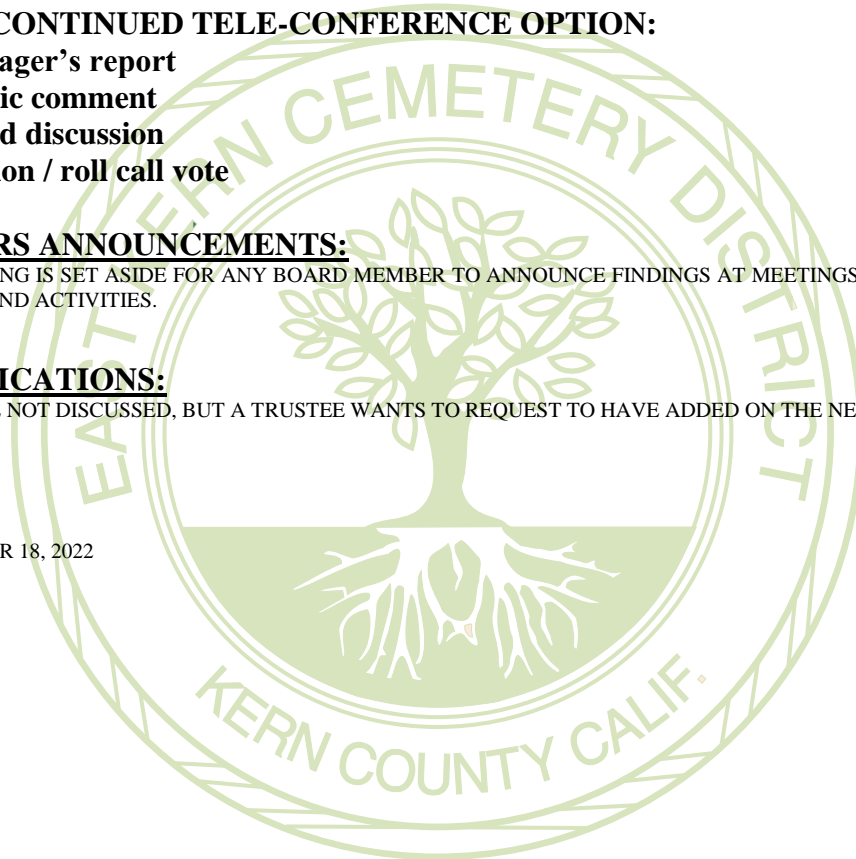 CONTINUED TELE-CONFERENCE OPTION:
ager’s report
ic comment
d discussion
on / roll call vote
RS ANNOUNCEMENTS:
NG IS SET ASIDE FOR ANY BOARD MEMBER TO ANNOUNCE FINDINGS AT MEETINGS
ND ACTIVITIES.
ICATIONS:
NOT DISCUSSED, BUT A TRUSTEE WANTS TO REQUEST TO HAVE ADDED ON THE NE
R 18, 2022
EAST KERN CEMETERY DISTRICT
KERN COUNTY CALIF.